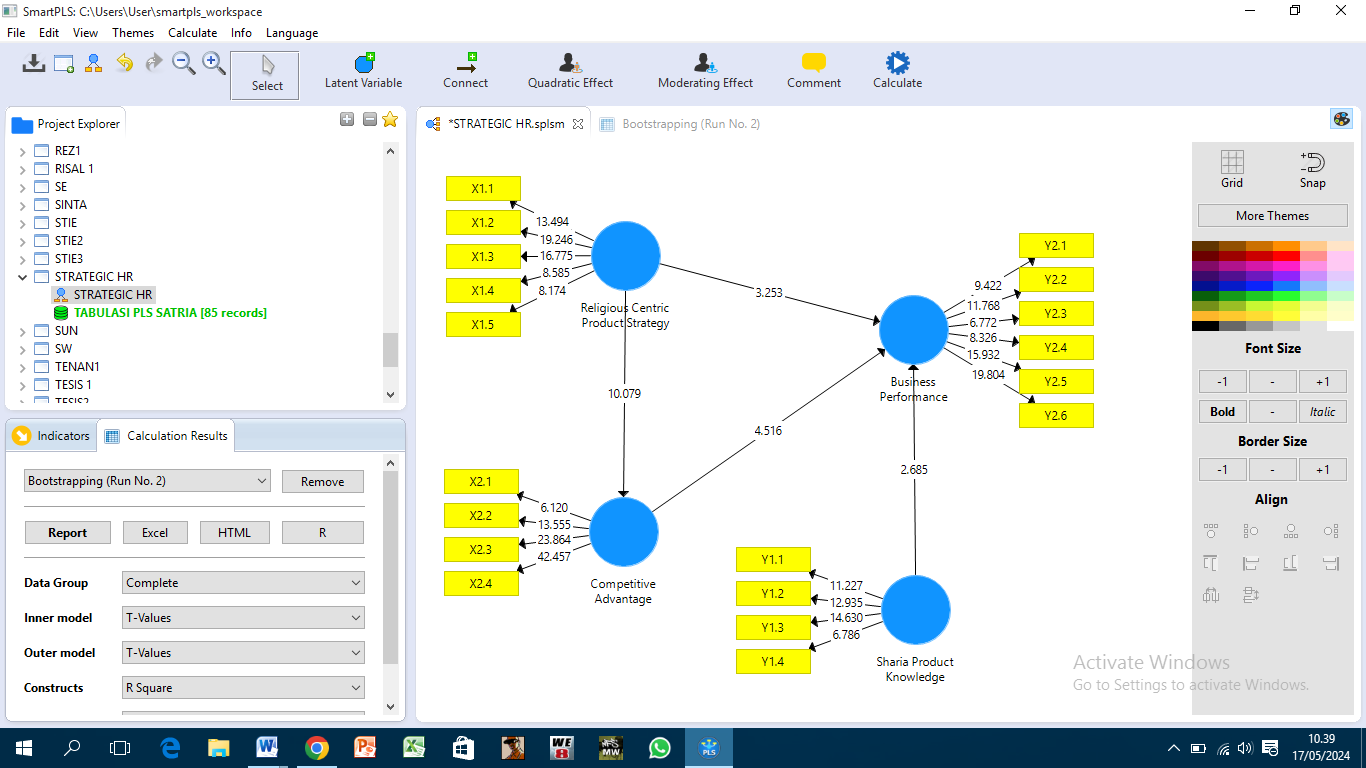 SmartPLS: C:\Users\User\smartpls_workspace
File Edit View Themes Calculate Info Language
Select
Latent Variable
Connect
Quadratic Effect
Moderating Effect
Comment
Calculate
Project Explorer
REZ1
RISAL 1
SE
SINTA
STIE
STIE2
STIE3
STRATEGIC HR
STRATEGIC HR
TABULASI PLS SATRIA [85 records]
SUN
SW
TENAN1
TESIS 1
TESIS2
Indicators
Calculation Results
Bootstrapping (Run No. 2)
Remove
Report
Excel
HTML
R
Data Group
Complete
Inner model
T-Values
Outer model
T-Values
Constructs
R Square
*STRATEGIC HR.splsm
Bootstrapping (Run No. 2)
X1.1
X1.2
X1.3
X1.4
X1.5
13.494
19.246
16.775
8.585
8.174
Religious Centric
Product Strategy
3.253
10.079
4.516
2.685
Business
Performance
9.422
11.768
6.772
8.326
15.932
19.804
Y2.1
Y2.2
Y2.3
Y2.4
Y2.5
Y2.6
X2.1
X2.2
X2.3
X2.4
6.120
13.555
23.864
42.457
Competitive
Advantage
Y1.1
Y1.2
Y1.3
Y1.4
11.227
12.935
14.630
6.786
Sharia Product
Knowledge
Grid
Snap
More Themes
Font Size
-1
-
+1
Bold
-
Italic
Border Size
-1
-
+1
Align
Activate Windows
Go to Settings to activate Windows.
WE
8
MW
PLS
10.39
17/05/2024